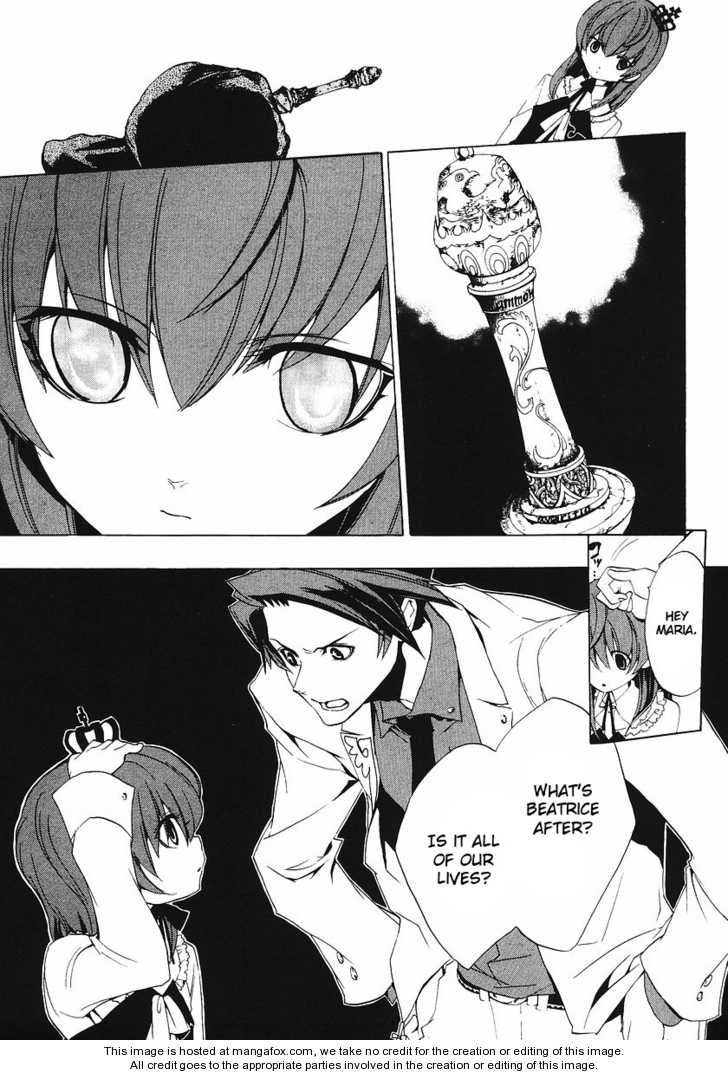 HEY
MARIA.
WHAT'S
BEATRICE
AFTER?
IS IT ALL
OF OUR
LIVES?
This image is hosted at mangafox.com, we take no credit for the creation or editing of this image.
All credit goes to the appropriate parties involved in the creation or editing of this image.